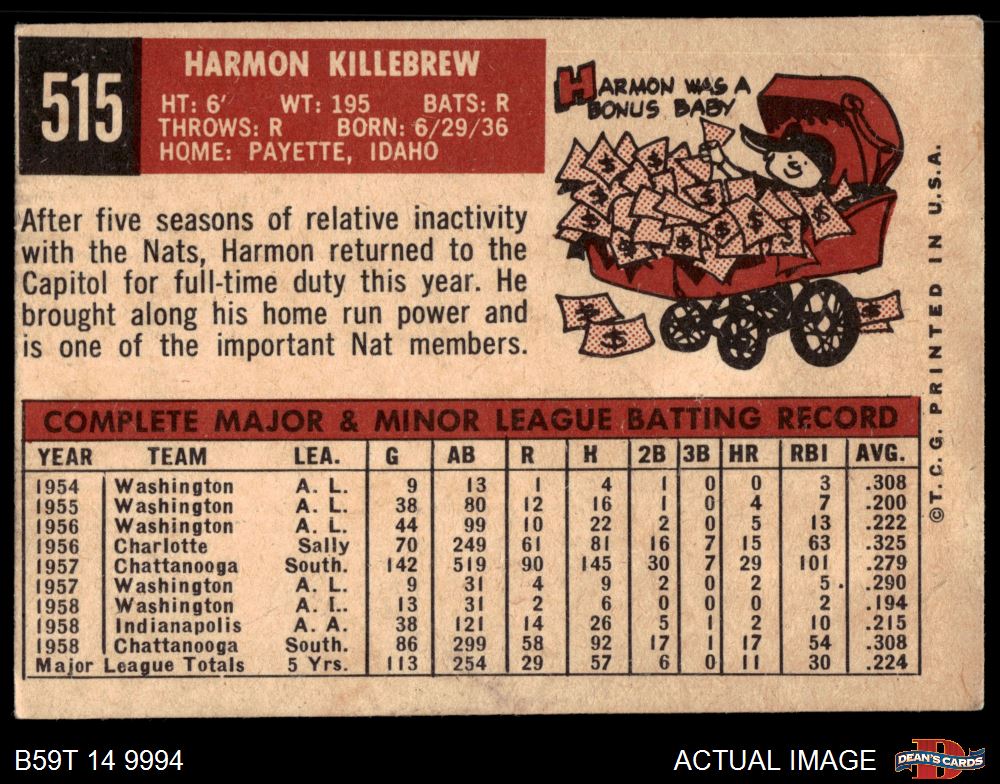 515
HARMON KILLEBREW
HT: 6' WT: 195 BATS: R
THROWS: R BORN: 6/29/36
HOME: PAYETTE, IDAHO
HARMON WAS A
BONUS BABY
After five seasons of relative inactivity
with the Nats, Harmon returned to the
Capitol for full-time duty this year. He
brought along his home run power and
is one of the important Nat members.
COMPLETE MAJOR & MINOR LEAGUE BATTING RECORD
YEAR TEAM LEA. G AB R H 2B 3B HR RBI AVG.
1954 Washington A. L. 9 13 1 4 1 0 0 3 .308
1955 Washington A. L. 38 80 12 16 1 0 4 7 .200
1956 Washington A. L. 44 99 10 22 2 0 5 13 .222
1956 Charlotte Sally 70 249 61 81 16 7 15 63 .325
1957 Chattanooga South. 142 519 90 145 30 7 29 101 .279
1957 Washington A. L. 9 31 4 9 2 0 2 5 .290
1958 Washington A. L. 13 31 2 6 0 0 0 2 .194
1958 Indianapolis A. A. 38 121 14 26 5 1 2 10 .215
1958 Chattanooga South. 86 299 58 92 17 1 17 54 .308
Major League Totals 5 Yrs. 113 254 29 57 6 0 11 30 .224
©T. C. G. PRINTED IN U.S.A.
B59T 14 9994
ACTUAL IMAGE
DEAN'S CARDS